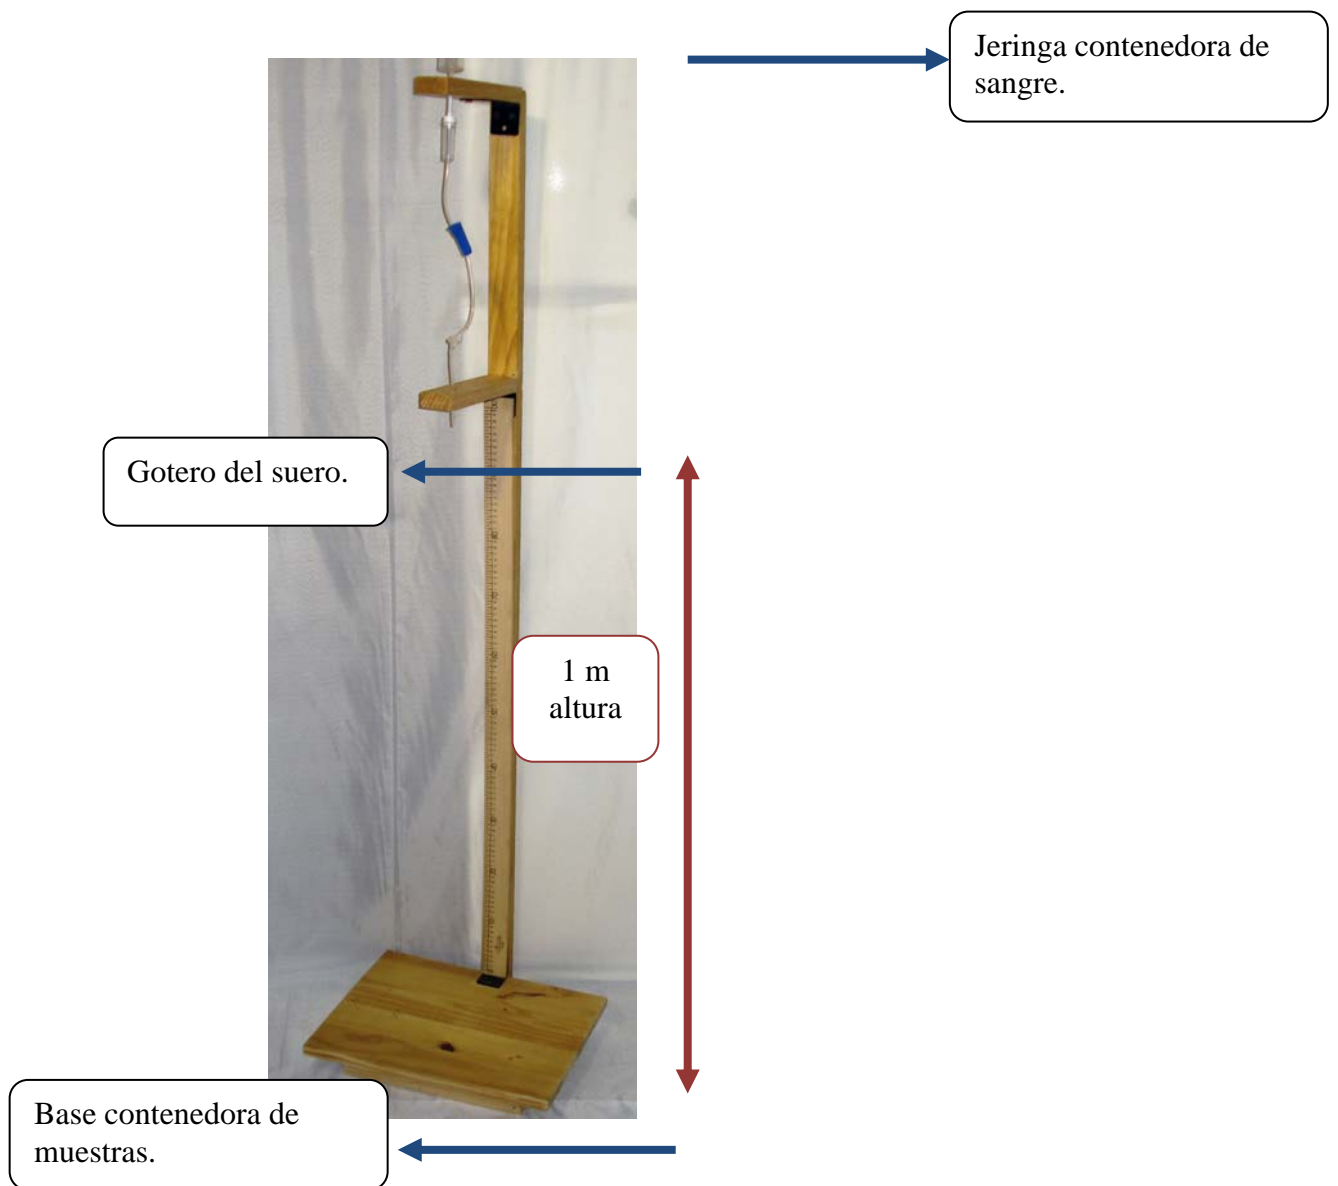 Jeringa contenedora de
sangre.
Gotero del suero.
1 m
altura
Base contenedora de
muestras.